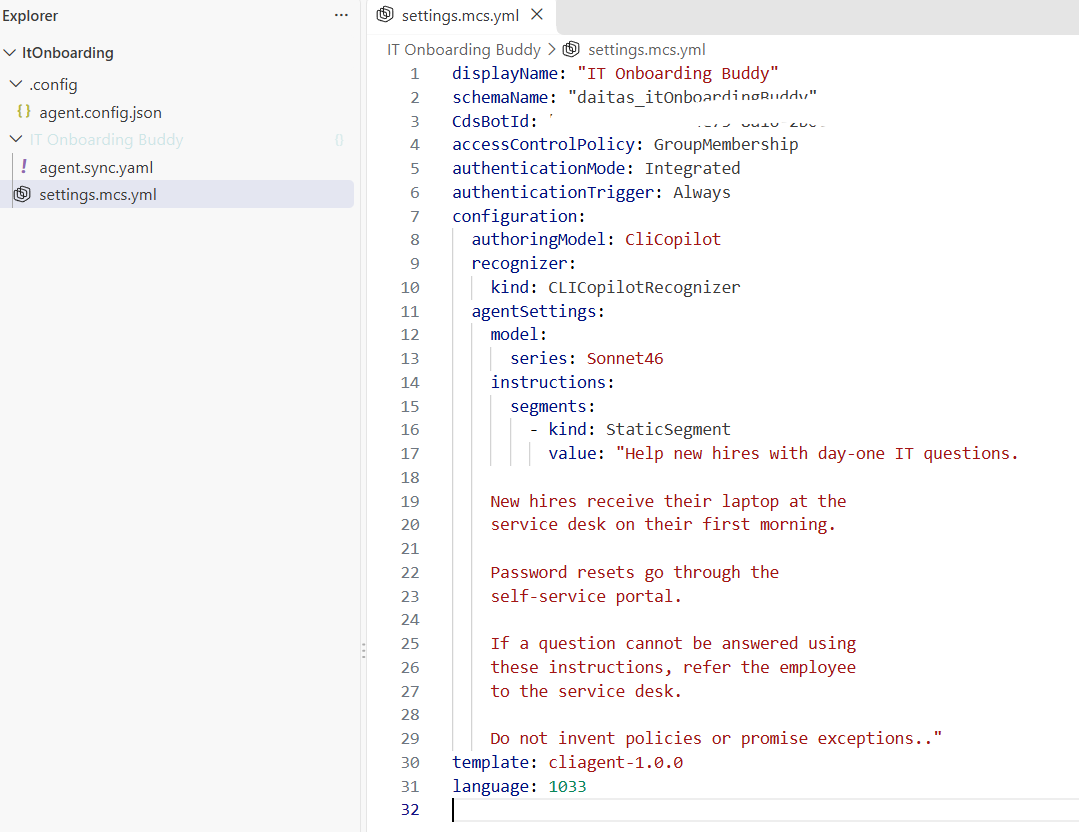 Explorer
...
ItOnboarding
.config
{} agent.config.json
IT Onboarding Buddy {}
! agent.sync.yaml
settings.mcs.yml
settings.mcs.yml ×
IT Onboarding Buddy > settings.mcs.yml
1 displayName: "IT Onboarding Buddy"
2 schemaName: "daitas_itOnboardingBuddy"
3 CdsBotId:
4 accessControlPolicy: GroupMembership
5 authenticationMode: Integrated
6 authenticationTrigger: Always
7 configuration:
8 authoringModel: CliCopilot
9 recognizer:
10 kind: CLICopilotRecognizer
11 agentSettings:
12 model:
13 series: Sonnet46
14 instructions:
15 segments:
16 - kind: StaticSegment
17 value: "Help new hires with day-one IT questions.
18
19 New hires receive their laptop at the
20 service desk on their first morning.
21
22 Password resets go through the
23 self-service portal.
24
25 If a question cannot be answered using
26 these instructions, refer the employee
27 to the service desk.
28
29 Do not invent policies or promise exceptions.."
30 template: cliagent-1.0.0
31 language: 1033
32